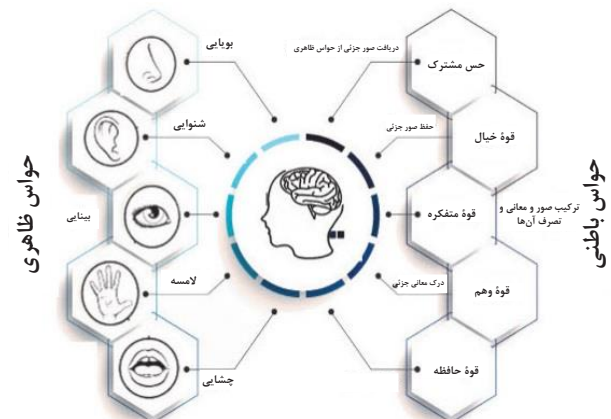 حواس ظاهری
بویایی
شنوایی
بینایی
لامسه
چشایی
حواس باطنی
حس مشترک
دریافت صور جزئی از حواس ظاهری
قوهٔ خیال
حفظ صور جزئی
قوهٔ متفکره
ترکیب صور و معانی و
تصرف آن‌ها
قوهٔ وهم
درک معانی جزئی
قوهٔ حافظه